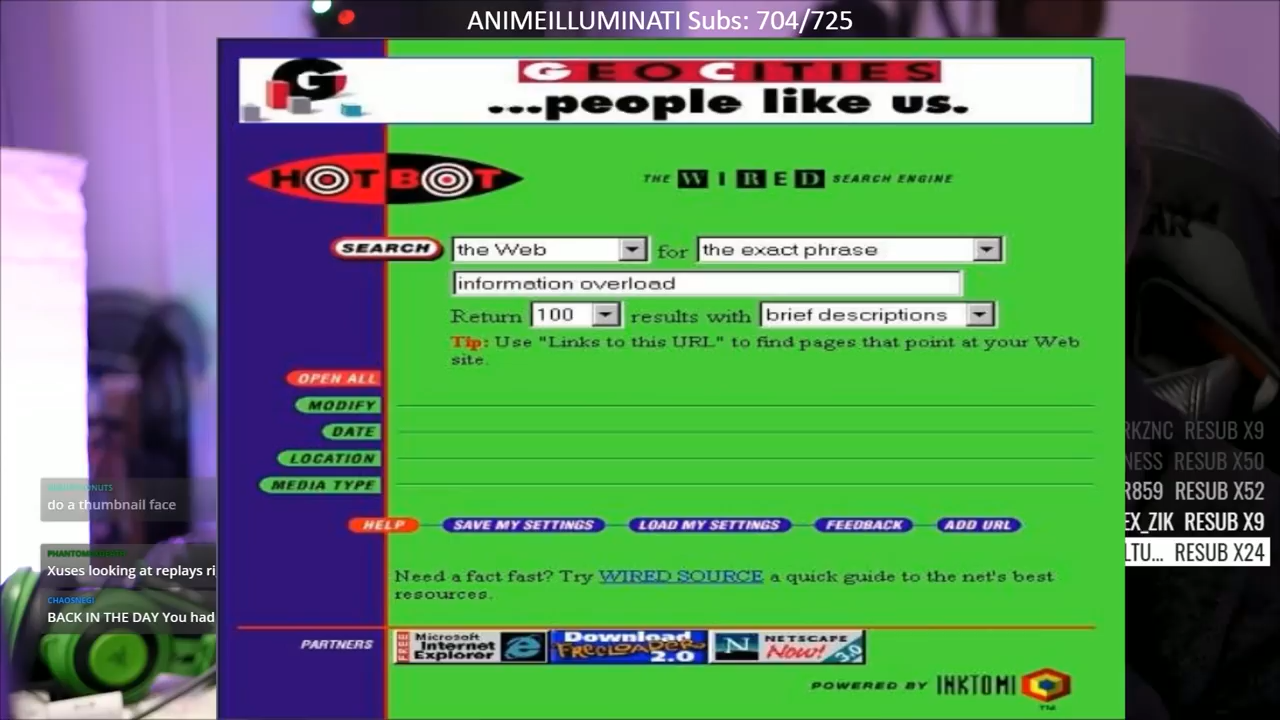 ANIMEILLUMINATI Subs: 704/725
GEOCITIES
...people like us.
HOTBOT
THE WIRED SEARCH ENGINE
SEARCH the Web for the exact phrase
information overload
Return 100 results with brief descriptions
Tip: Use "Links to this URL" to find pages that point at your Web
site.
OPEN ALL
MODIFY
DATE
LOCATION
MEDIA TYPE
HELP SAVE MY SETTINGS LOAD MY SETTINGS FEEDBACK ADD URL
Need a fact fast? Try WIRED SOURCE a quick guide to the net's best
resources.
PARTNERS
FREE Microsoft Internet Explorer
Download FREELOADER 2.0
N NETSCAPE Now! 3.0
POWERED BY INKTOMI
TM
do a thumbnail face
Xuses looking at replays ri
CHAOSNEGI
BACK IN THE DAY You had
RKZNC RESUB X9
NESS RESUB X50
R859 RESUB X52
EX_ZIK RESUB X9
LTU... RESUB X24